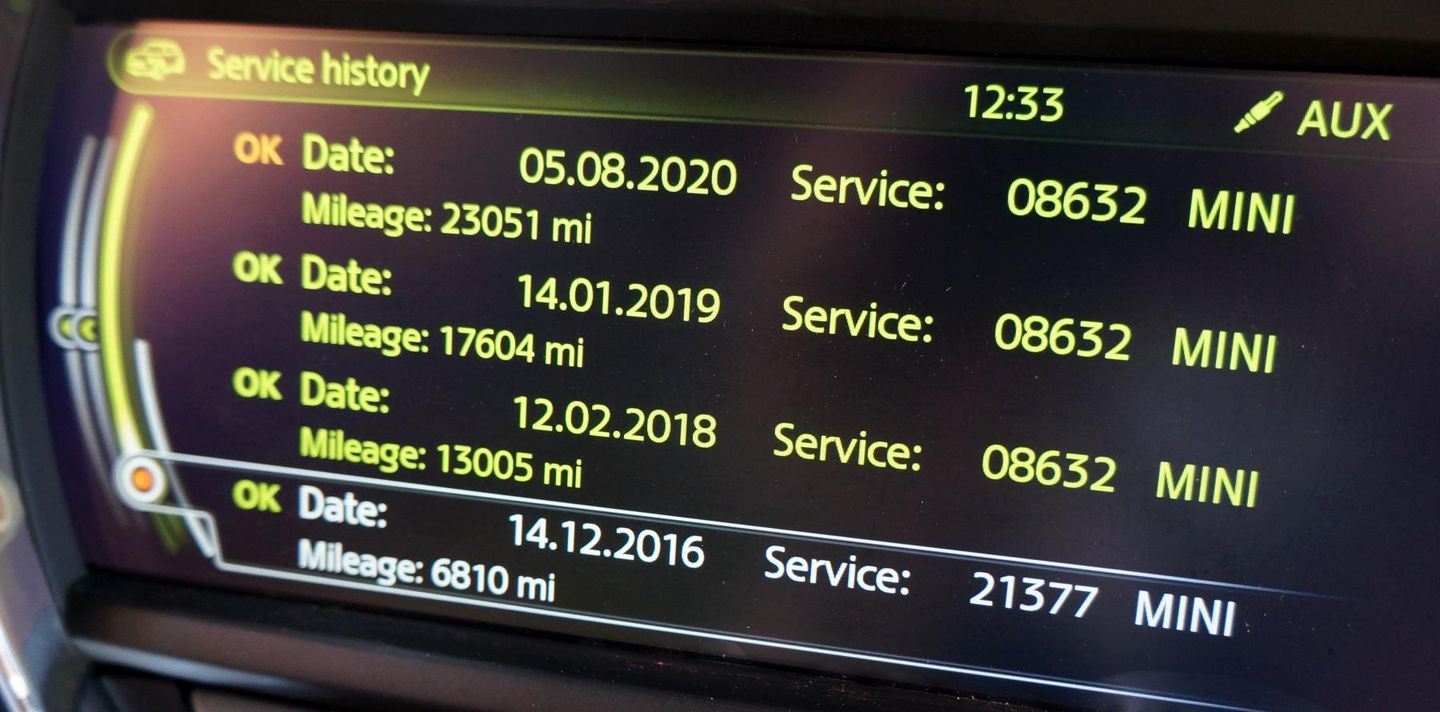 Service history 12:33 AUX
OK Date: 05.08.2020 Service: 08632 MINI
Mileage: 23051 mi
OK Date: 14.01.2019 Service: 08632 MINI
Mileage: 17604 mi
OK Date: 12.02.2018 Service: 08632 MINI
Mileage: 13005 mi
OK Date: 14.12.2016 Service: 21377 MINI
Mileage: 6810 mi